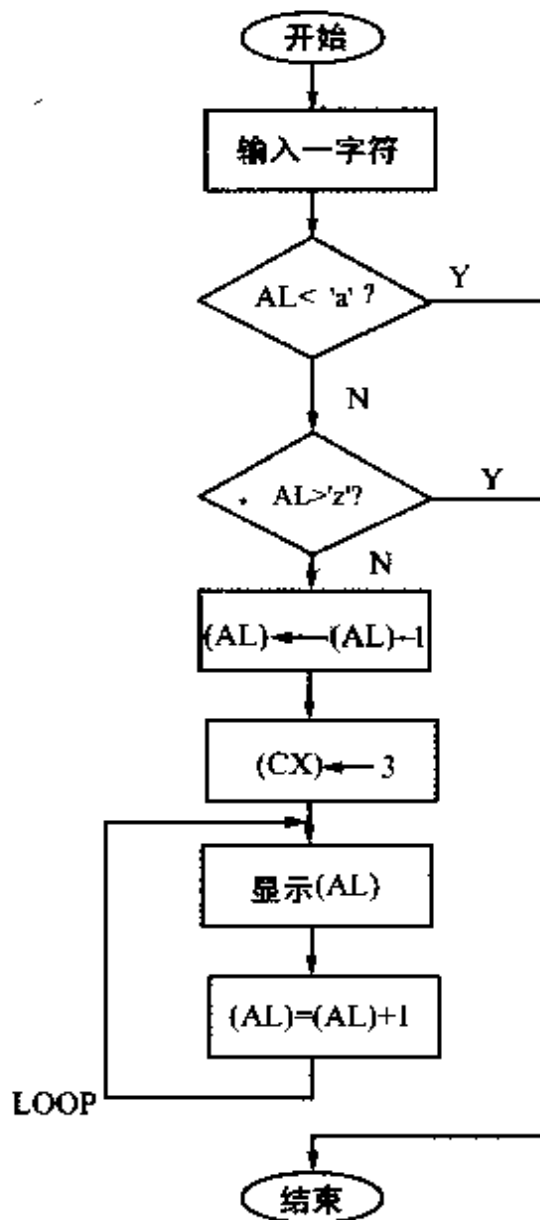 开始
输入一字符
AL< 'a' ?
Y
N
AL>'z'?
Y
N
(AL)←(AL)-1
(CX)← 3
显示(AL)
(AL)=(AL)+1
LOOP
结束